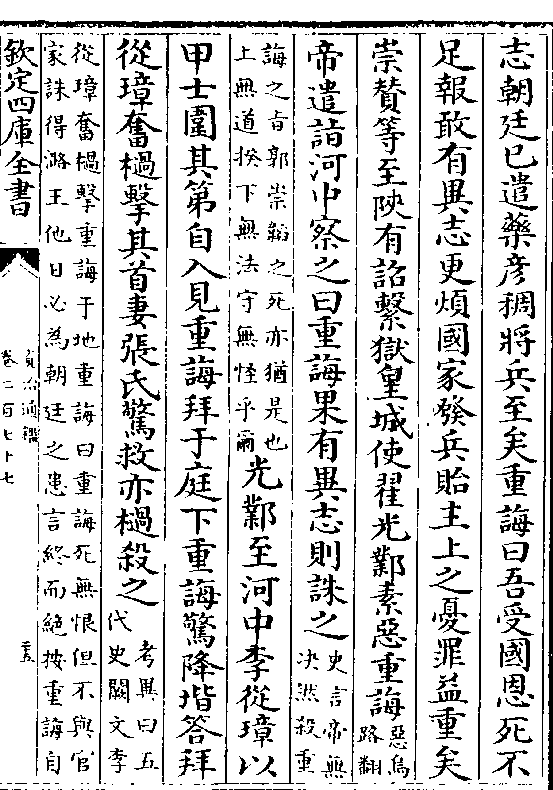 志朝廷已遣藥彥稠將兵至矣重誨曰吾受國恩死不
足報敢有異志更煩國家發兵貽主上之憂罪益重矣
崇贊等至陜有詔繫獄皇城使翟光鄴素惡重誨惡烏路翻
帝遣詣河中察之曰重誨果有異志則誅之史言帝無決然殺重
誨之旨郭崇韜之死亦猶是也上無道揆下無法守無怪乎爾光鄴至河中李從璋以
甲士圍其第自入見重誨拜于庭下重誨驚降堦答拜
從璋奮檛擊其首妻張氏驚救亦檛殺之考異曰五代史闕文李
從璋奮檛擊重誨于地重誨曰重誨死無恨但不與官家誅得潞王他日必為朝廷之患言終而絕按重誨自
欽定四庫全書
資治通鑑
卷二百七十七
二五